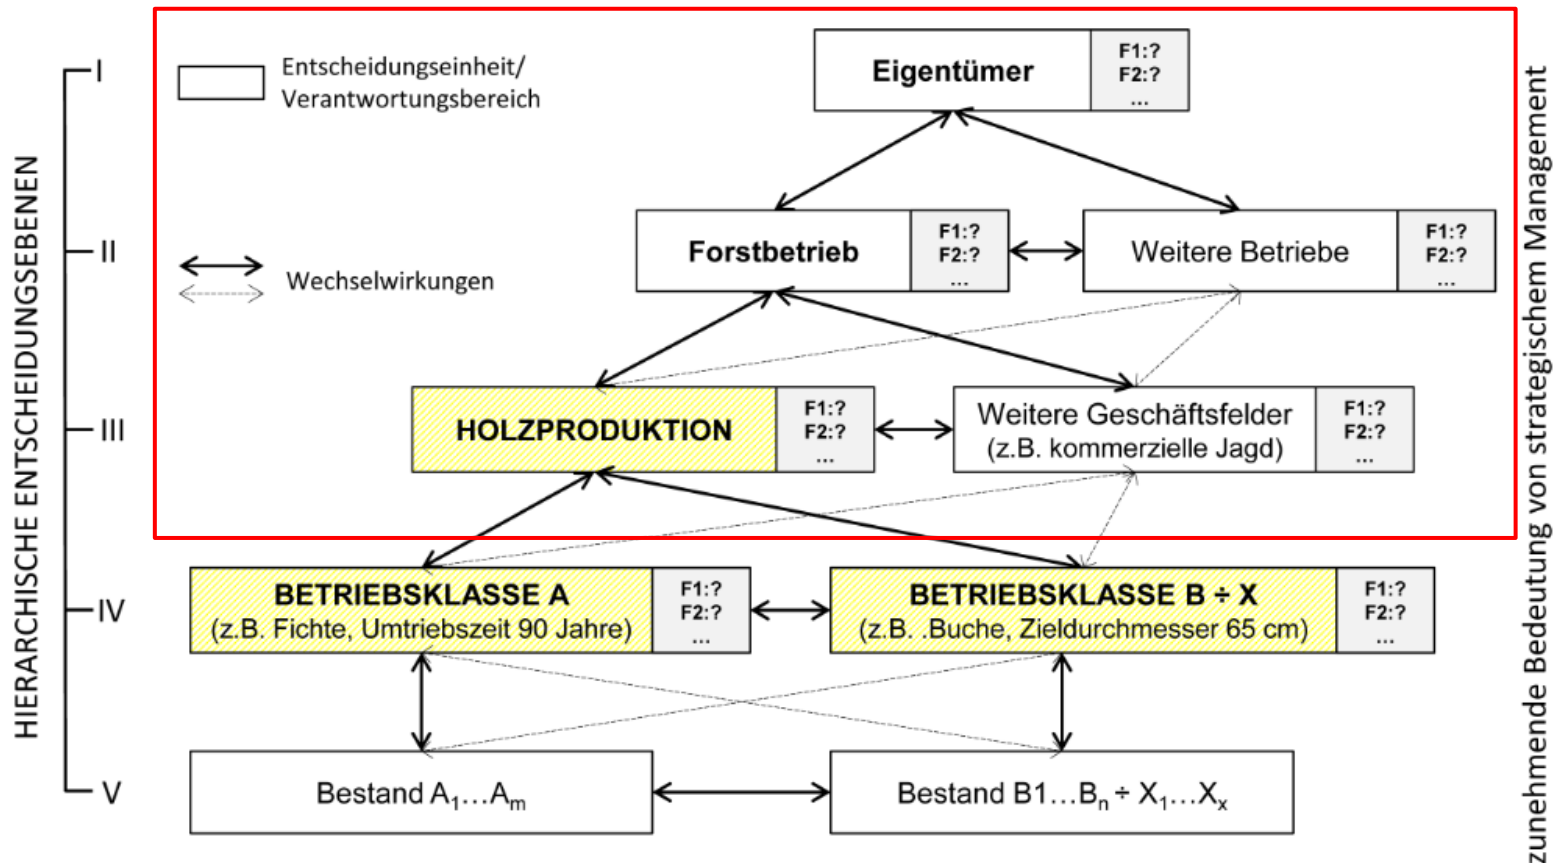 HIERARCHISCHE ENTSCHEIDUNGSEBENEN
I
II
III
IV
V
Entscheidungseinheit/
Verantwortungsbereich
Wechselwirkungen
Eigentümer
F1:?
F2:?
...
Forstbetrieb
F1:?
F2:?
...
Weitere Betriebe
F1:?
F2:?
...
HOLZPRODUKTION
F1:?
F2:?
...
Weitere Geschäftsfelder
(z.B. kommerzielle Jagd)
F1:?
F2:?
...
BETRIEBSKLASSE A
(z.B. Fichte, Umtriebszeit 90 Jahre)
F1:?
F2:?
...
BETRIEBSKLASSE B ÷ X
(z.B. .Buche, Zieldurchmesser 65 cm)
F1:?
F2:?
...
Bestand A₁…Aₘ
Bestand B1…Bₙ ÷ X₁…Xₓ
zunehmende Bedeutung von strategischem Management